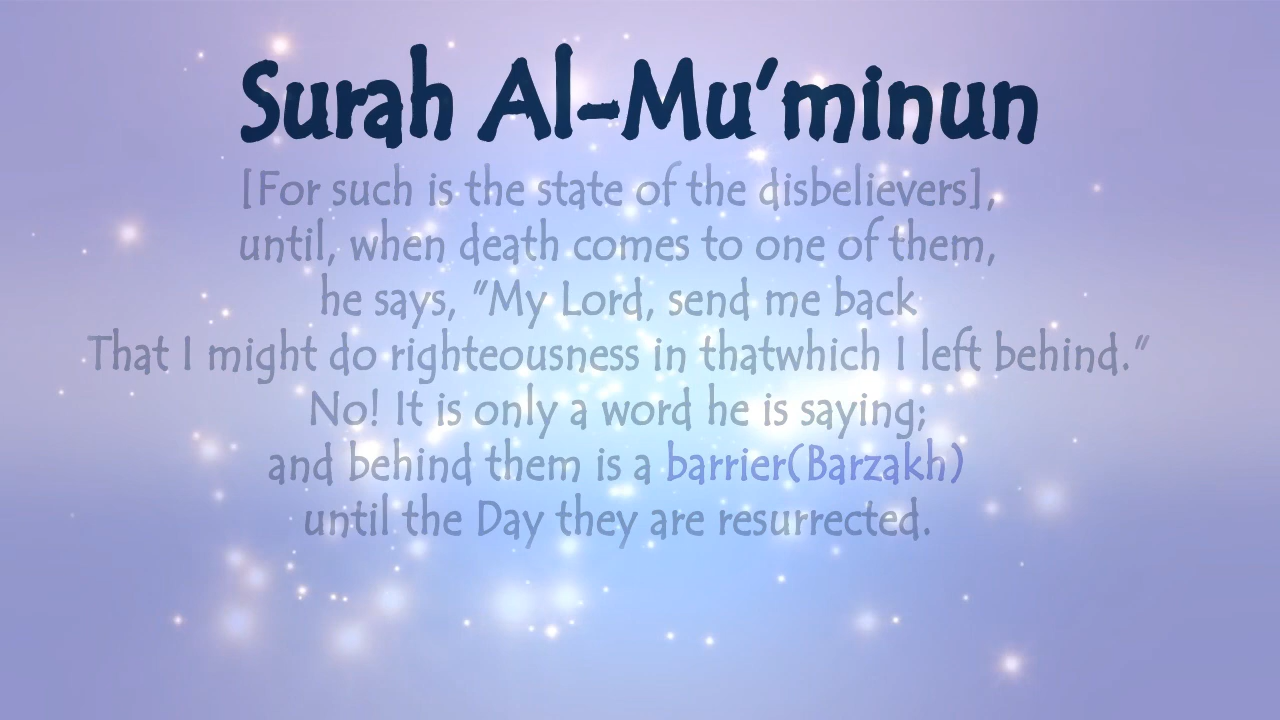 Surah Al-Mu'minun
[For such is the state of the disbelievers],
until, when death comes to one of them,
he says, "My Lord, send me back
That I might do righteousness in thatwhich I left behind."
No! It is only a word he is saying;
and behind them is a barrier(Barzakh)
until the Day they are resurrected.